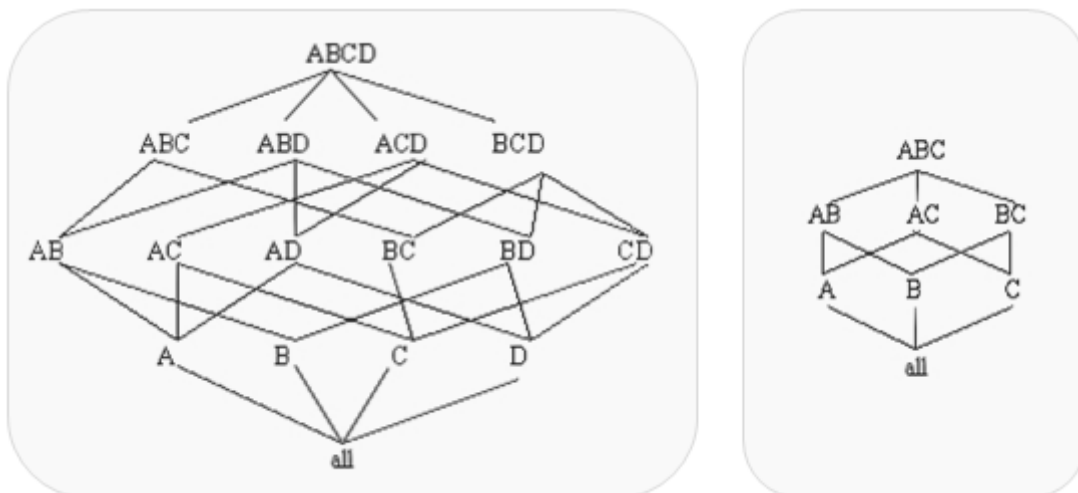 ABCD
ABC ABD ACD BCD
AB AC AD BC BD CD
A B C D
all
ABC
AB AC BC
A B C
all